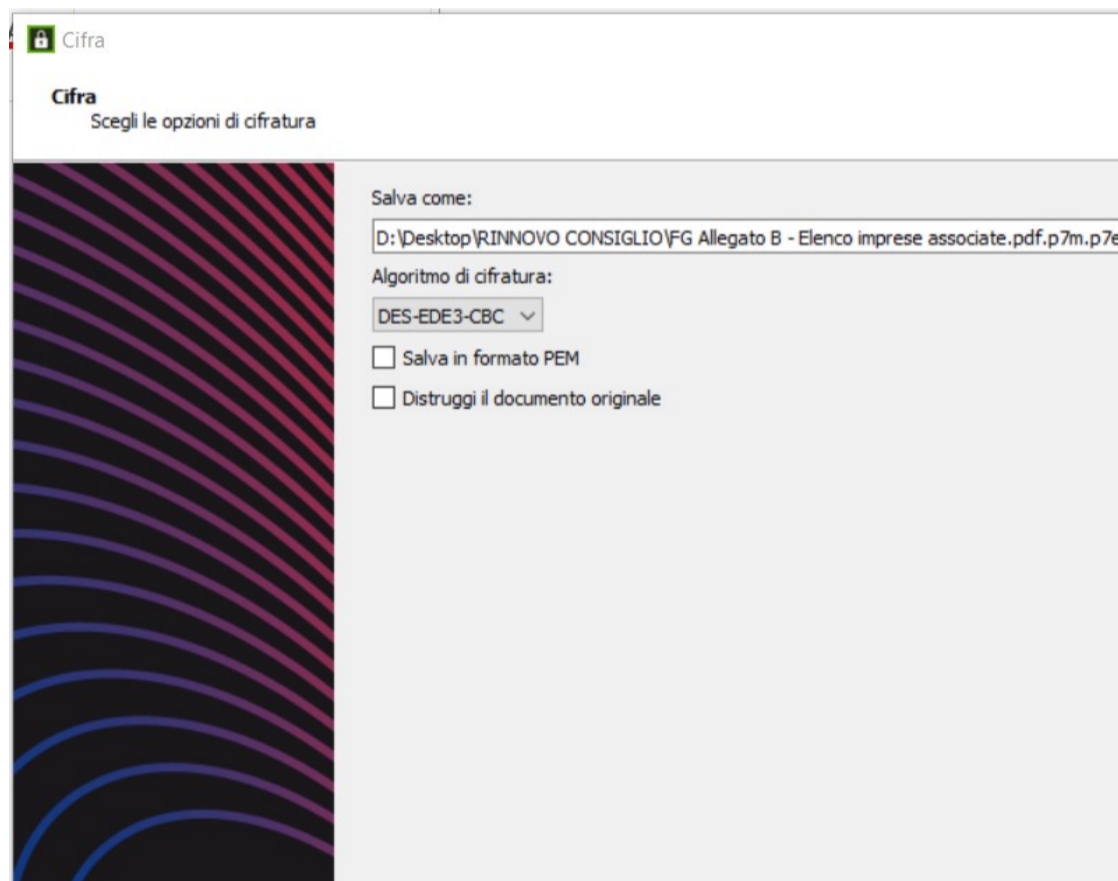 Cifra
Cifra
Scegli le opzioni di cifratura
Salva come:
D:\Desktop\RINNOVO CONSIGLIO\FG Allegato B - Elenco imprese associate.pdf.p7m.p7e
Algoritmo di cifratura:
DES-EDE3-CBC
Salva in formato PEM
Distruggi il documento originale